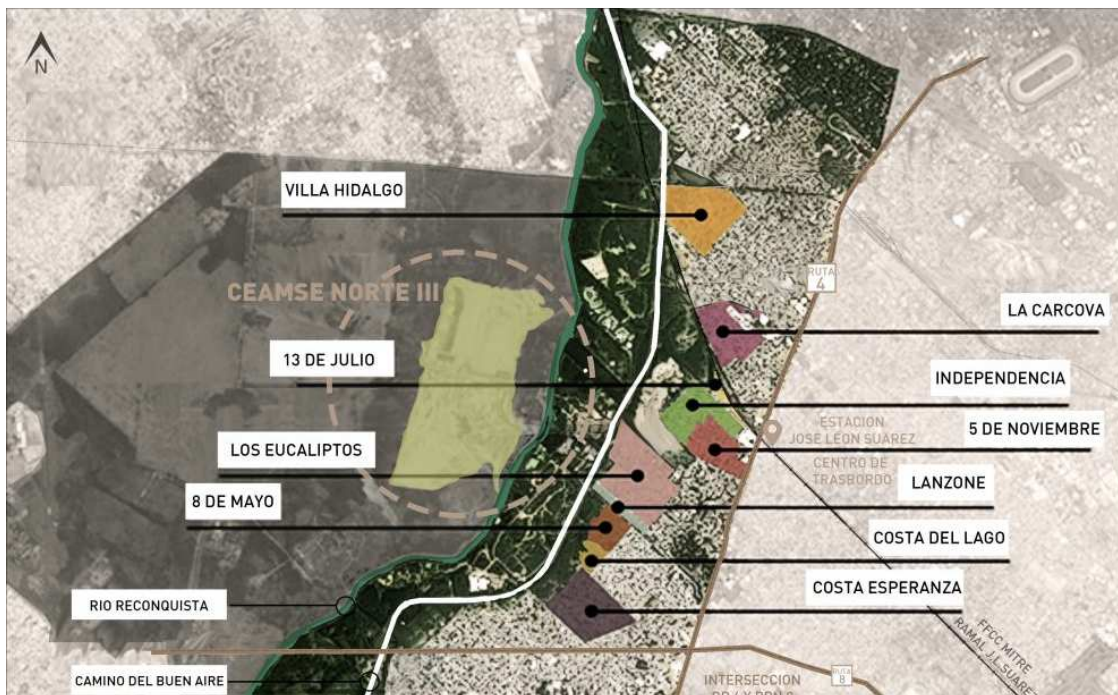 N
VILLA HIDALGO
CEAMSE NORTE III
RUTA
4
LA CARCOVA
13 DE JULIO
INDEPENDENCIA
ESTACION
JOSE LEON SUAREZ
5 DE NOVIEMBRE
LOS EUCALIPTOS
CENTRO DE
TRASBORDO
LANZONE
8 DE MAYO
COSTA DEL LAGO
COSTA ESPERANZA
RIO RECONQUISTA
FFCC MITRE
RAMAL J.L.SUARE
CAMINO DEL BUEN AIRE
RUTA
8
INTERSECCION